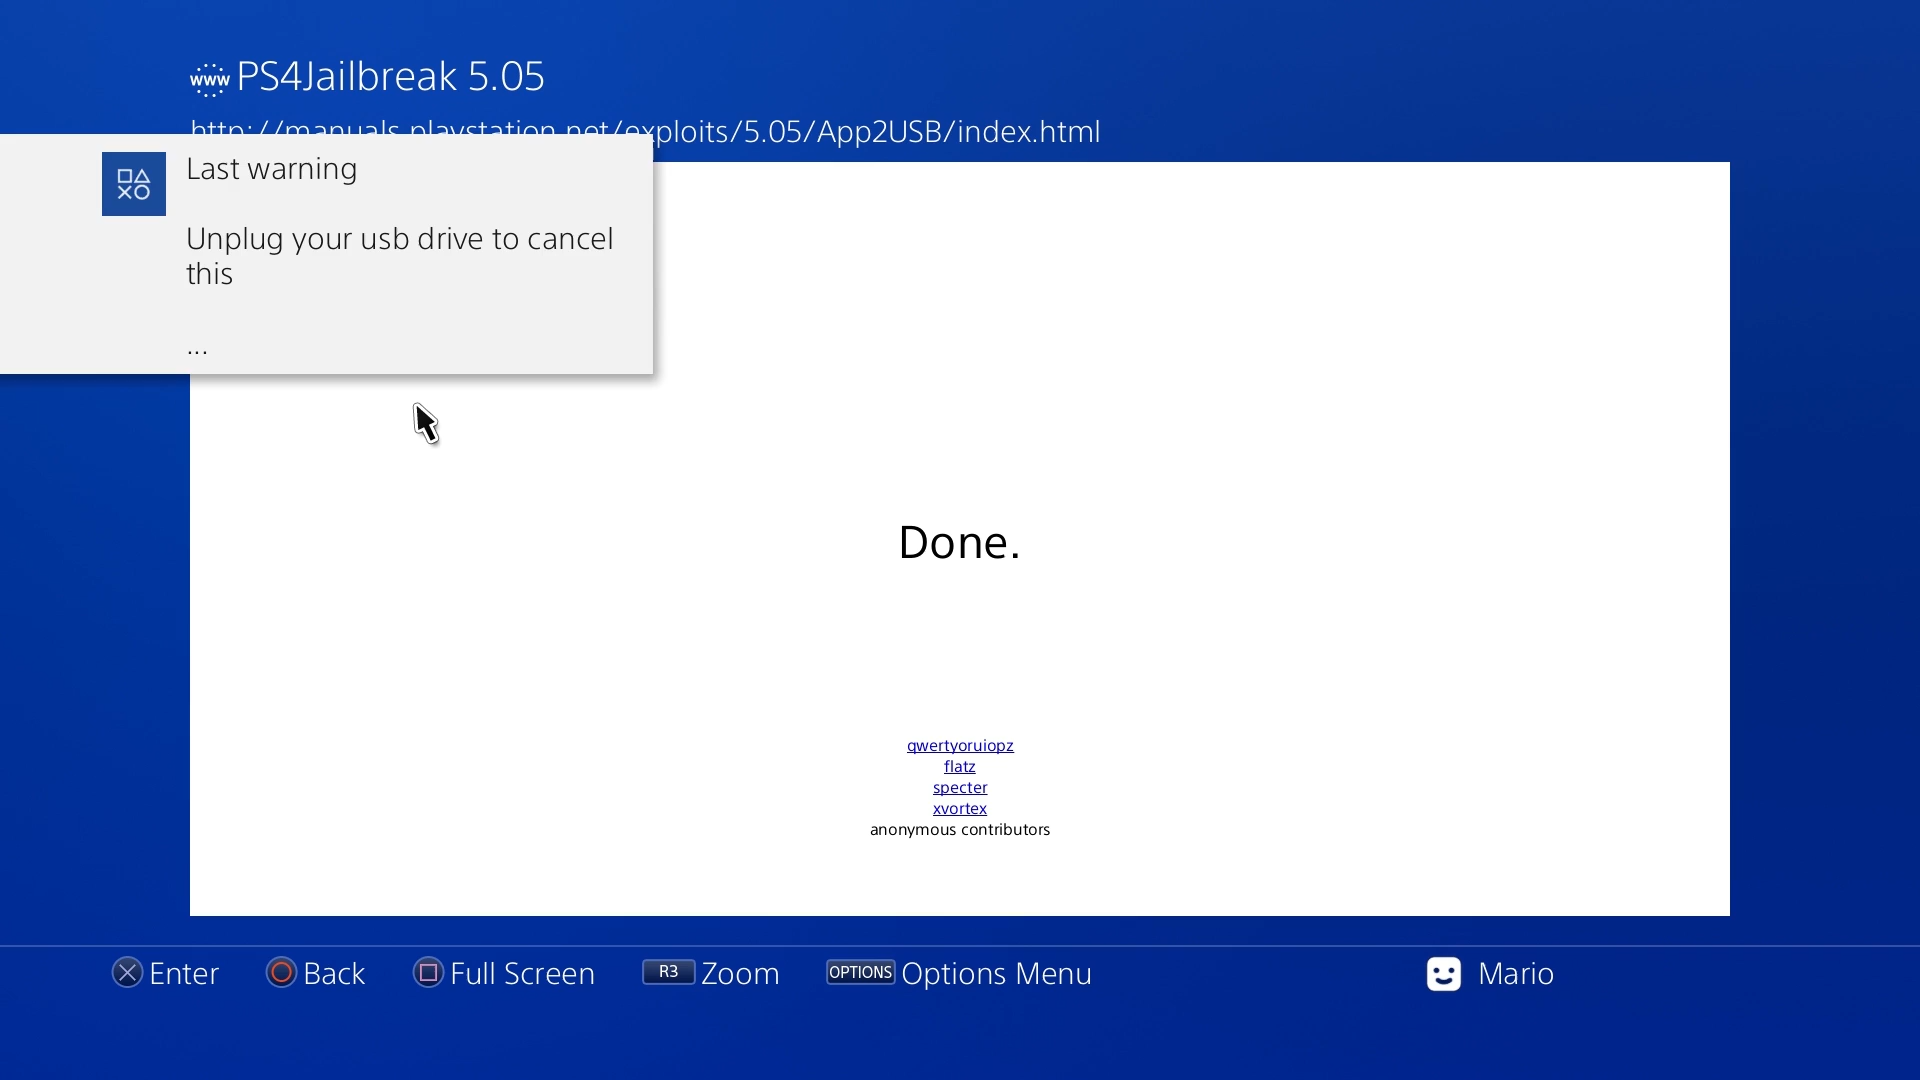 www PS4Jailbreak 5.05
http://manuals.playstation.net/exploits/5.05/App2USB/index.html
Last warning
Unplug your usb drive to cancel
this
...
Done.
qwertyoruiopz
flatz
specter
xvortex
anonymous contributors
Enter Back Full Screen R3 Zoom OPTIONS Options Menu Mario